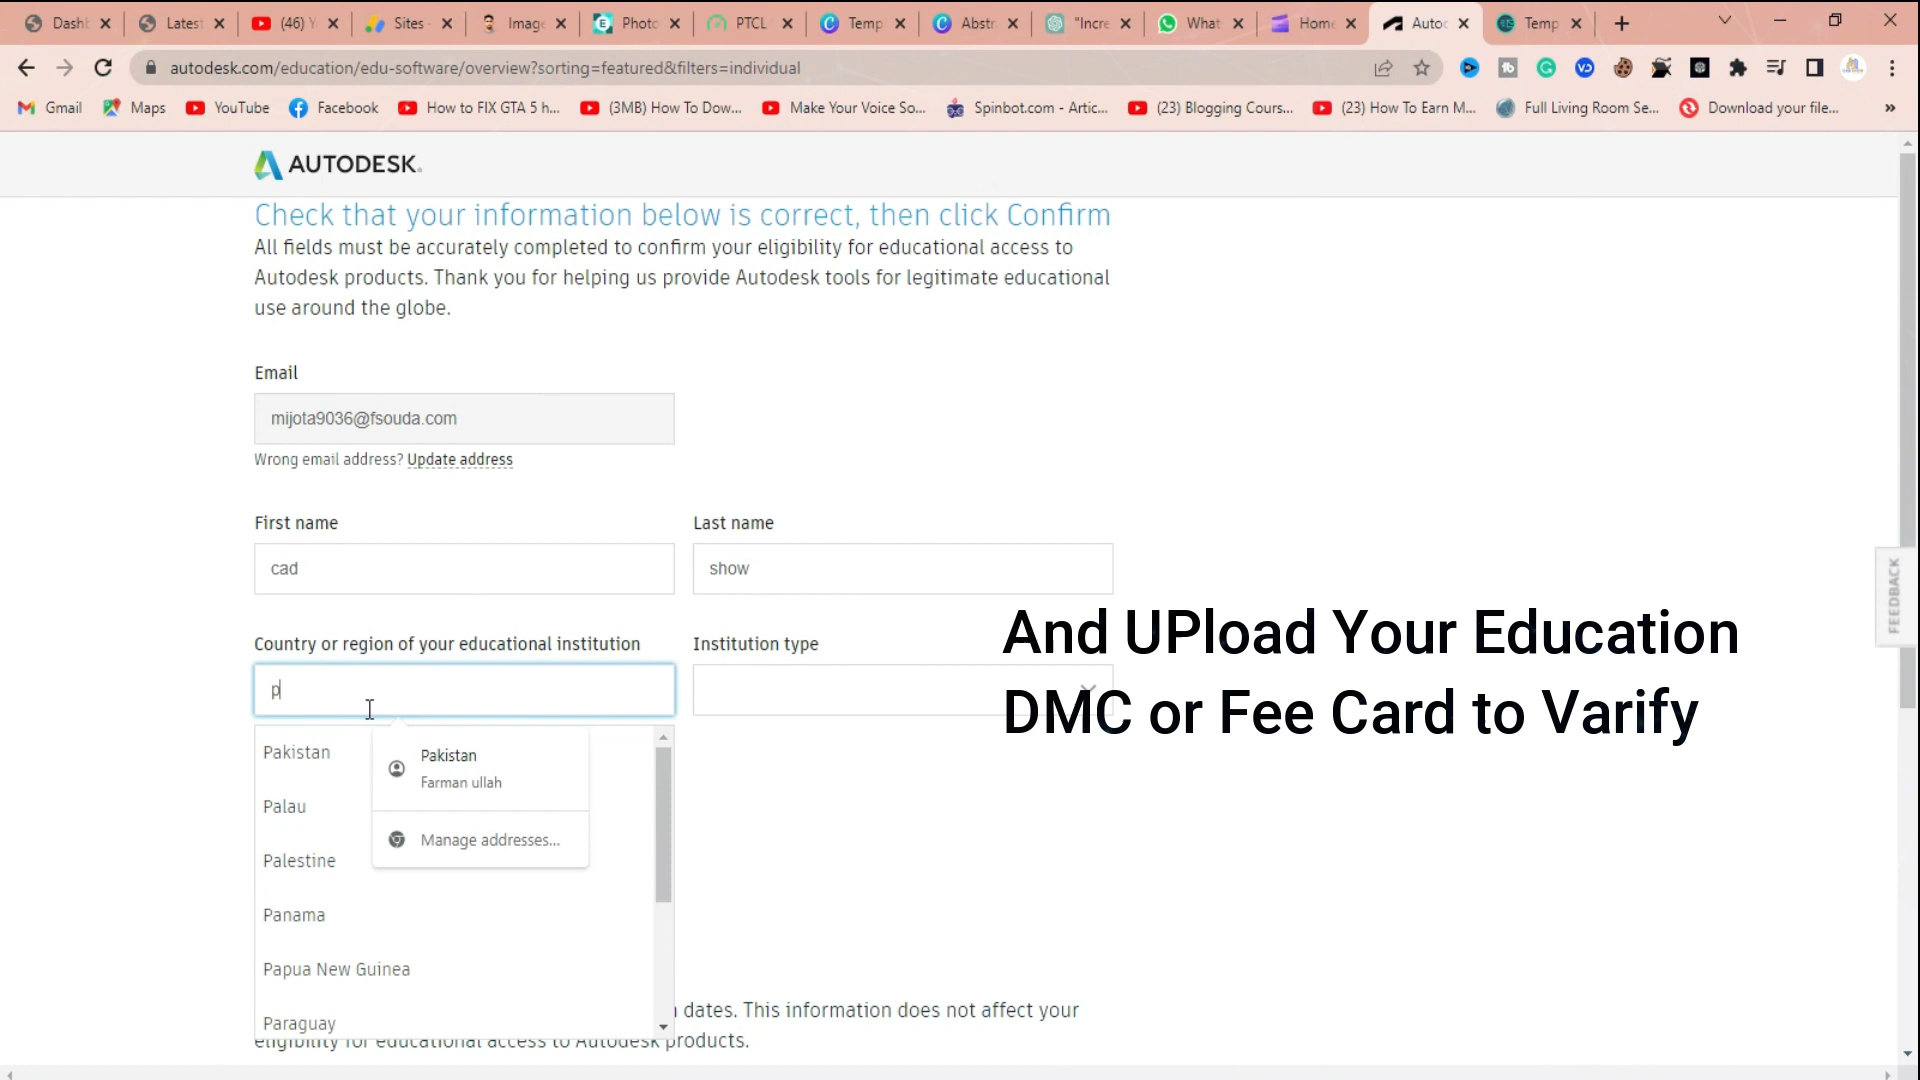 Dashb
Latest
(46) Y
Sites -
Image
Photo
PTCL
Temp
Abstr
"Incre
What
Home
Autod
Temp
autodesk.com/education/edu-software/overview?sorting=featured&filters=individual
Gmail
Maps
YouTube
Facebook
How to FIX GTA 5 h...
(3MB) How To Dow...
Make Your Voice So...
Spinbot.com - Artic...
(23) Blogging Cours...
(23) How To Earn M...
Full Living Room Se...
Download your file...
»
AUTODESK.
Check that your information below is correct, then click Confirm
All fields must be accurately completed to confirm your eligibility for educational access to
Autodesk products. Thank you for helping us provide Autodesk tools for legitimate educational
use around the globe.
Email
mijota9036@fsouda.com
Wrong email address? Update address
First name
Last name
cad
show
FEEDBACK
Country or region of your educational institution
Institution type
p
And UPload Your Education
DMC or Fee Card to Varify
Pakistan
Palau
Palestine
Panama
Papua New Guinea
Paraguay
Pakistan
Farman ullah
Manage addresses...
dates. This information does not affect your
eligibility for educational access to Autodesk products.